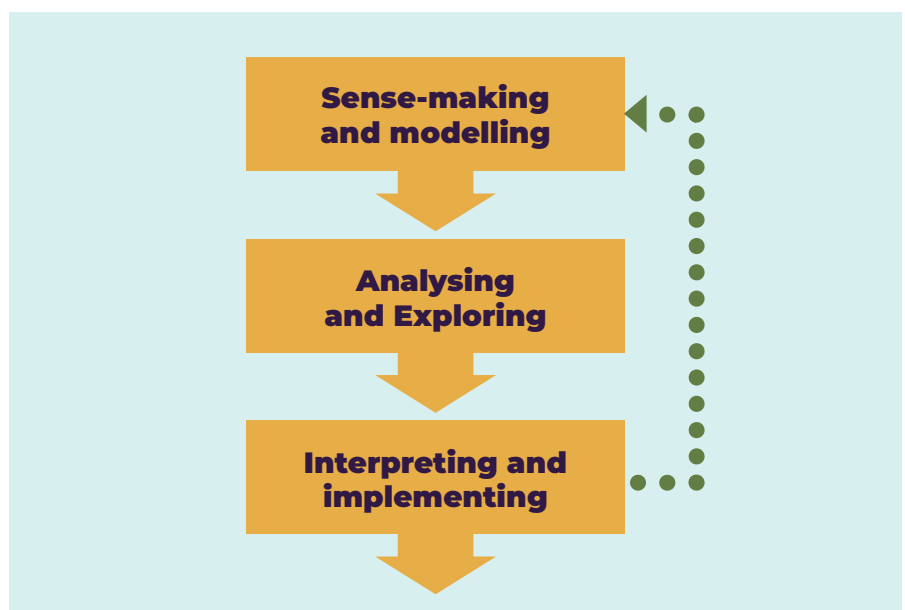 Sense-making
and modelling
Analysing
and Exploring
Interpreting and
implementing